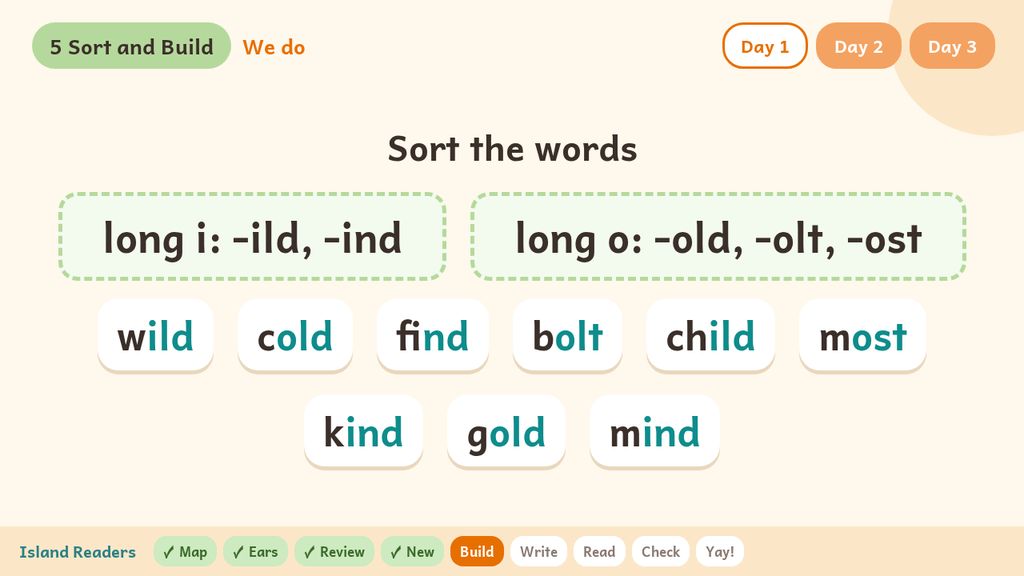 5 Sort and Build We do Day 1 Day 2 Day 3
Sort the words
long i: -ild, -ind long o: -old, -olt, -ost
wild cold find bolt child most
kind gold mind
Island Readers ✓ Map ✓ Ears ✓ Review ✓ New Build Write Read Check Yay!